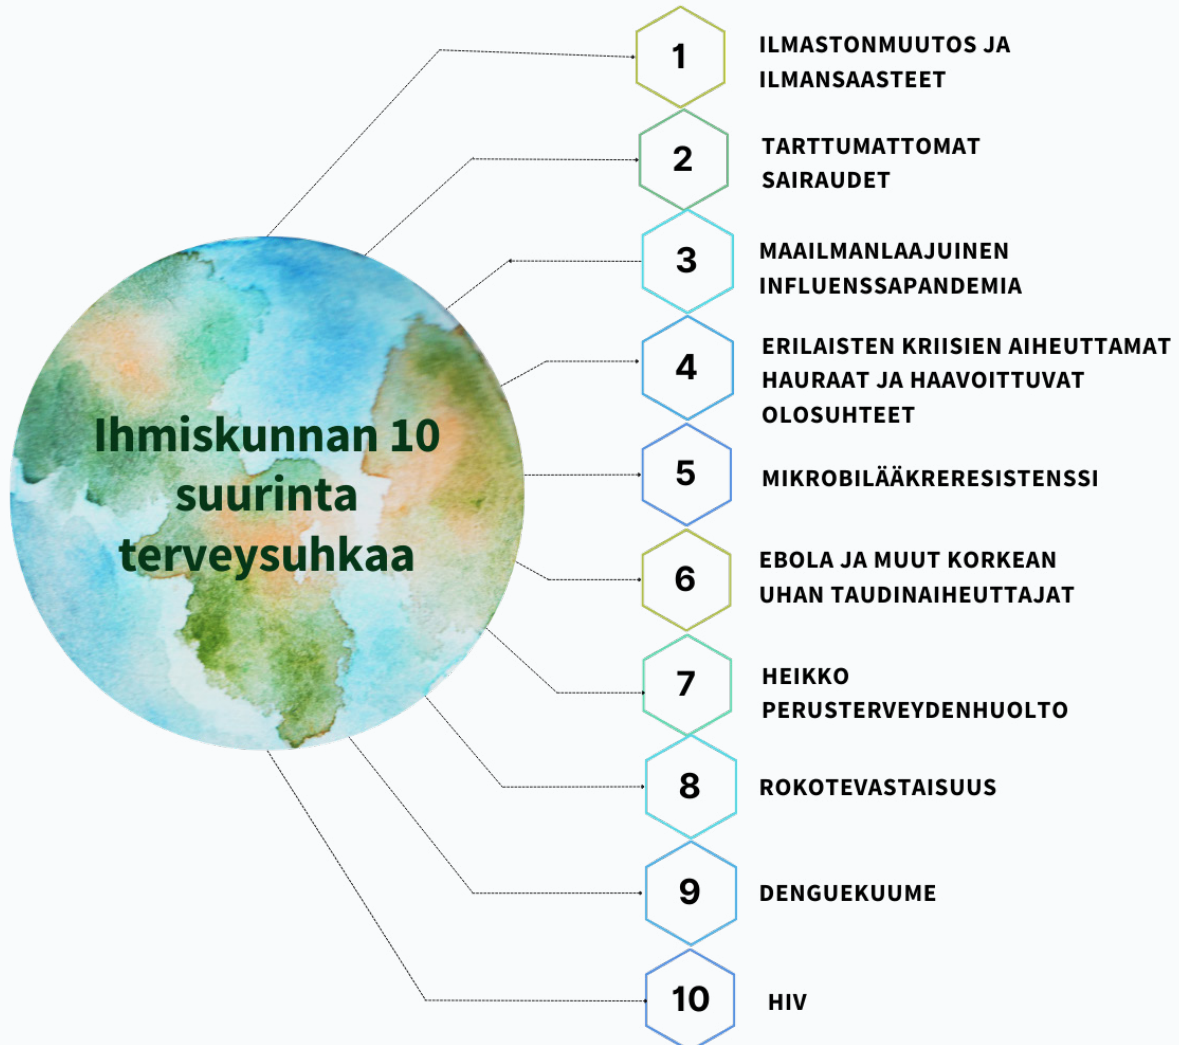 Ihmiskunnan 10
suurinta
terveysuhkaa
1
ILMASTONMUUTOS JA
ILMANSAASTEET
2
TARTTUMATTOMAT
SAIRAUDET
3
MAAILMANLAAJUINEN
INFLUENSSAPANDEMIA
4
ERILAISTEN KRIISIEN AIHEUTTAMAT
HAURAAT JA HAAVOITTUVAT
OLOSUHTEET
5
MIKROBILÄÄKRERESISTENSSI
6
EBOLA JA MUUT KORKEAN
UHAN TAUDINAIHEUTTAJAT
7
HEIKKO
PERUSTERVEYDENHUOLTO
8
ROKOTEVASTAISUUS
9
DENGUEKUUME
10
HIV